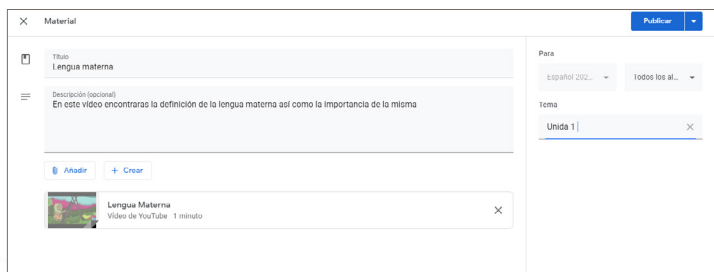 Material
Publicar
Título
Lengua materna
Descripción (opcional)
En este vídeo encontraras la definición de la lengua materna así como la importancia de la misma
Añadir
Crear
Lengua Materna
Vídeo de YouTube 1 minuto
Para
Español 202...
Todos los al...
Tema
Unida 1